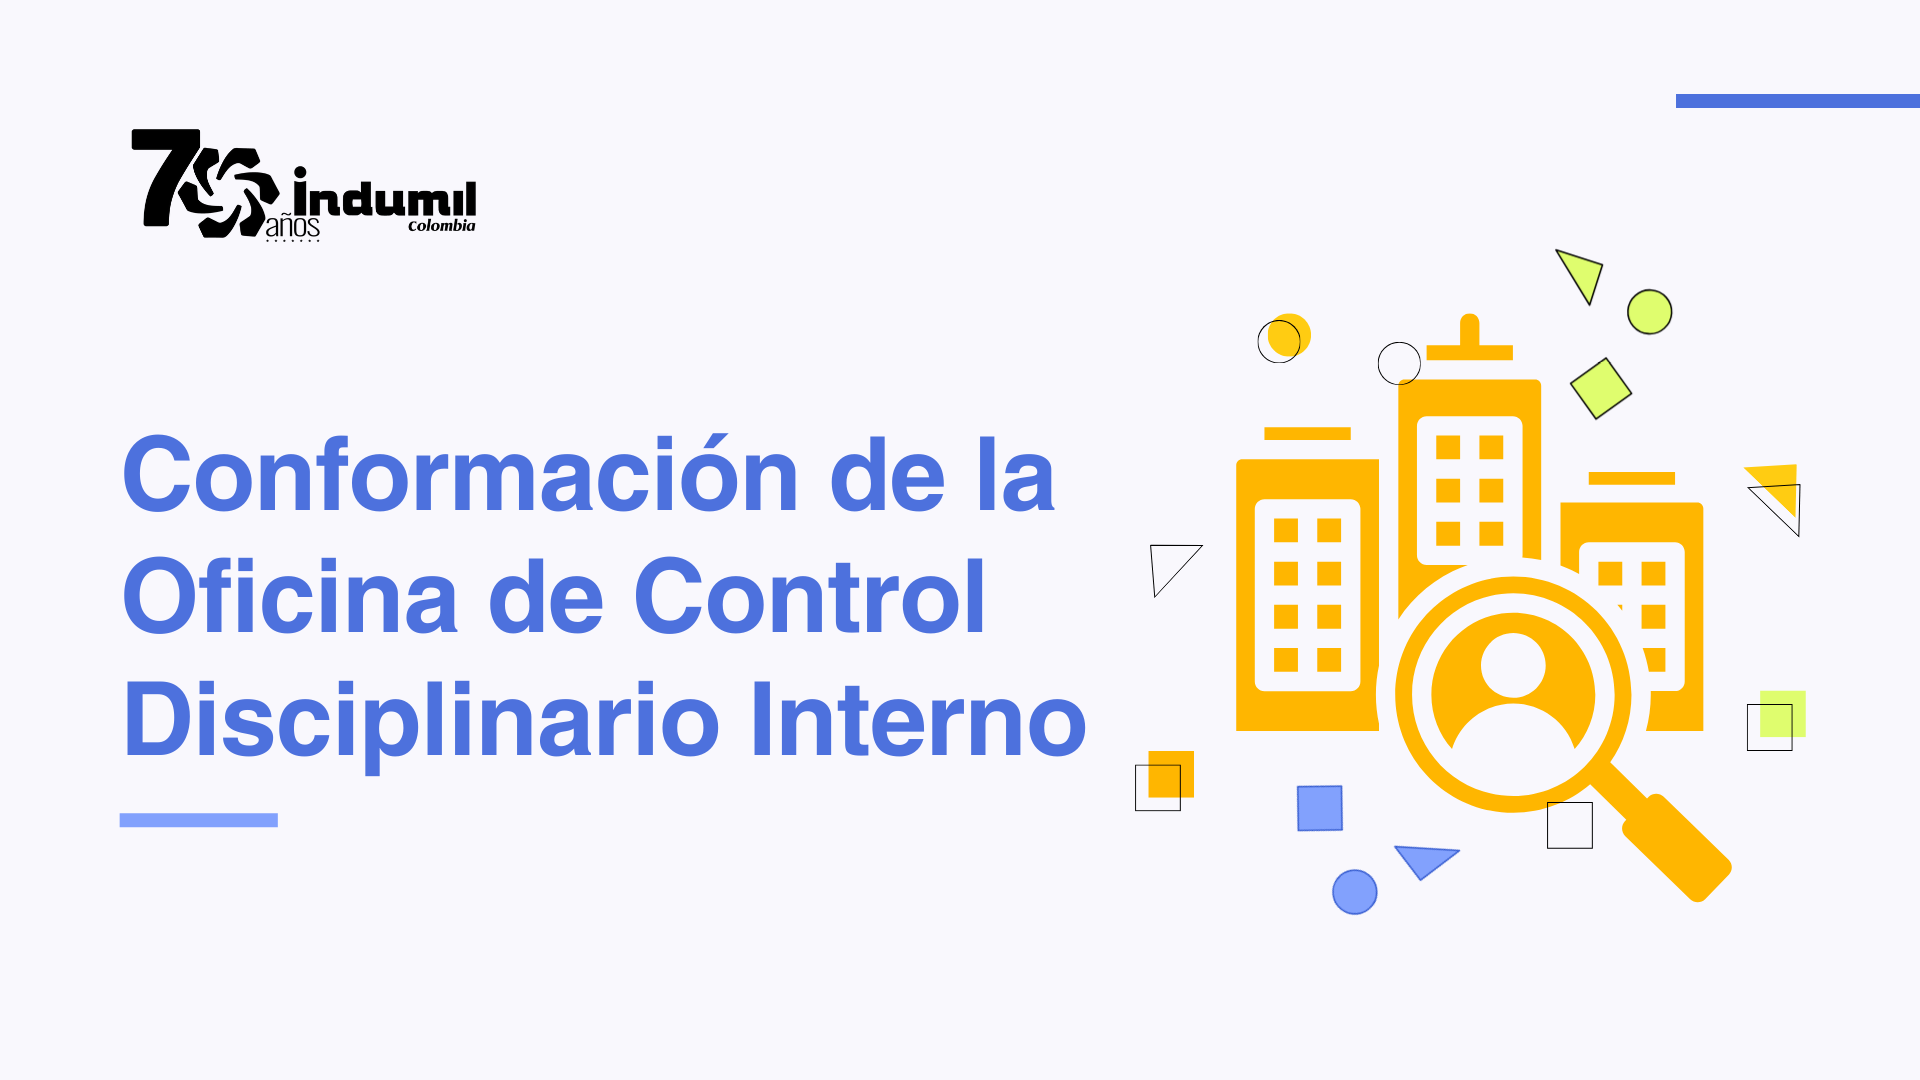 70 años indumil
Colombia
Conformación de la
Oficina de Control
Disciplinario Interno